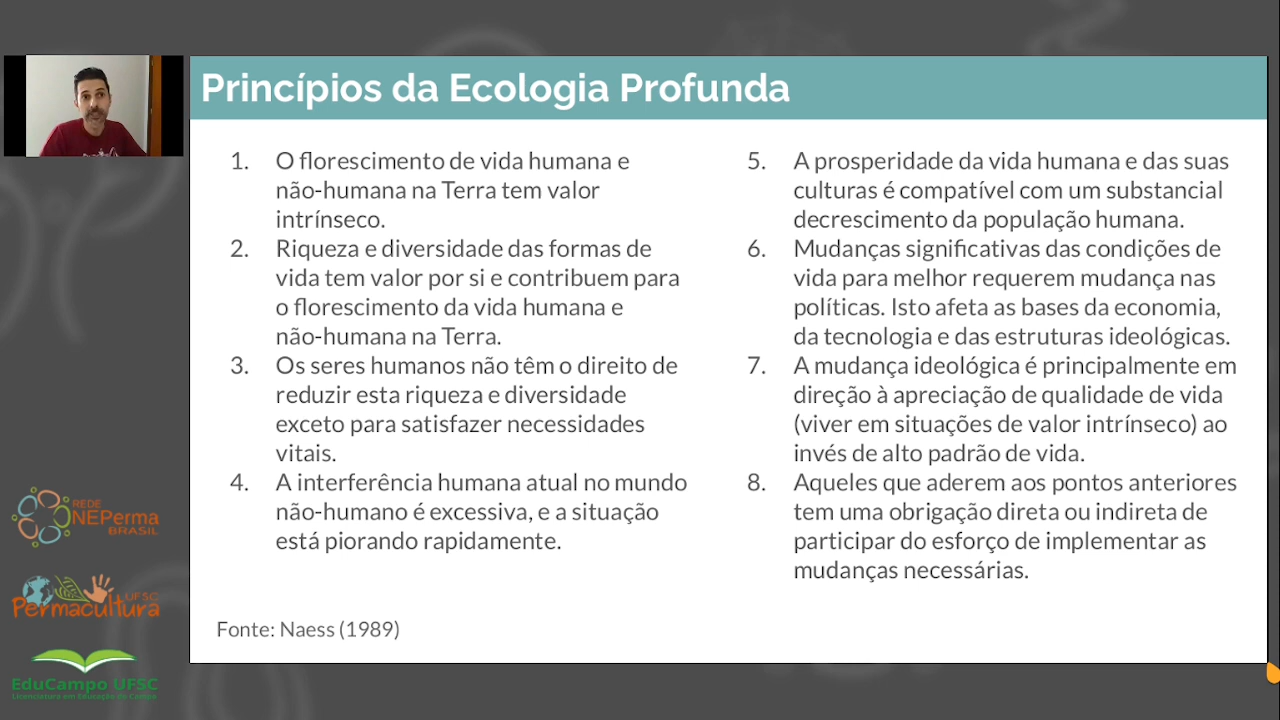 Princípios da Ecologia Profunda
1. O florescimento de vida humana e
não-humana na Terra tem valor
intrínseco.
2. Riqueza e diversidade das formas de
vida tem valor por si e contribuem para
o florescimento da vida humana e
não-humana na Terra.
3. Os seres humanos não têm o direito de
reduzir esta riqueza e diversidade
exceto para satisfazer necessidades
vitais.
4. A interferência humana atual no mundo
não-humano é excessiva, e a situação
está piorando rapidamente.
5. A prosperidade da vida humana e das suas
culturas é compatível com um substancial
decrescimento da população humana.
6. Mudanças significativas das condições de
vida para melhor requerem mudança nas
políticas. Isto afeta as bases da economia,
da tecnologia e das estruturas ideológicas.
7. A mudança ideológica é principalmente em
direção à apreciação de qualidade de vida
(viver em situações de valor intrínseco) ao
invés de alto padrão de vida.
8. Aqueles que aderem aos pontos anteriores
tem uma obrigação direta ou indireta de
participar do esforço de implementar as
mudanças necessárias.
Fonte: Naess (1989)
REDE
NEPerma
BRASIL
UFSC
Permacultura
EduCampo UFSC
Licenciatura em Educação do Campo